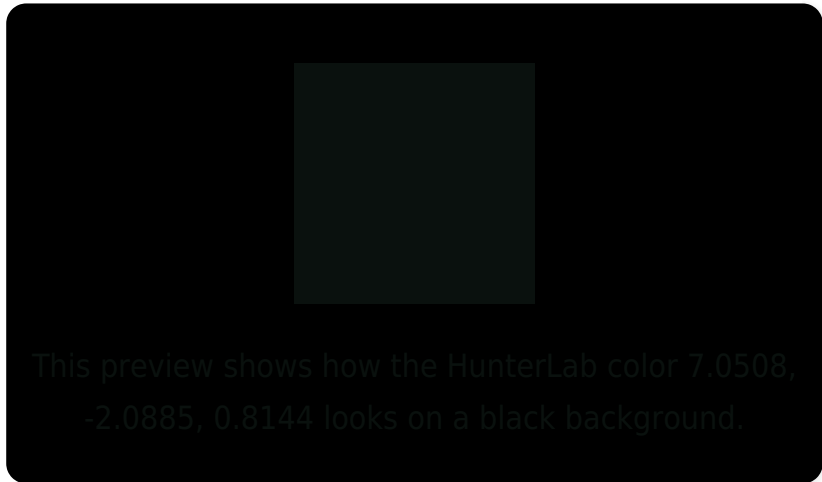 This preview shows how the HunterLab color 7.0508,
-2.0885, 0.8144 looks on a black background.